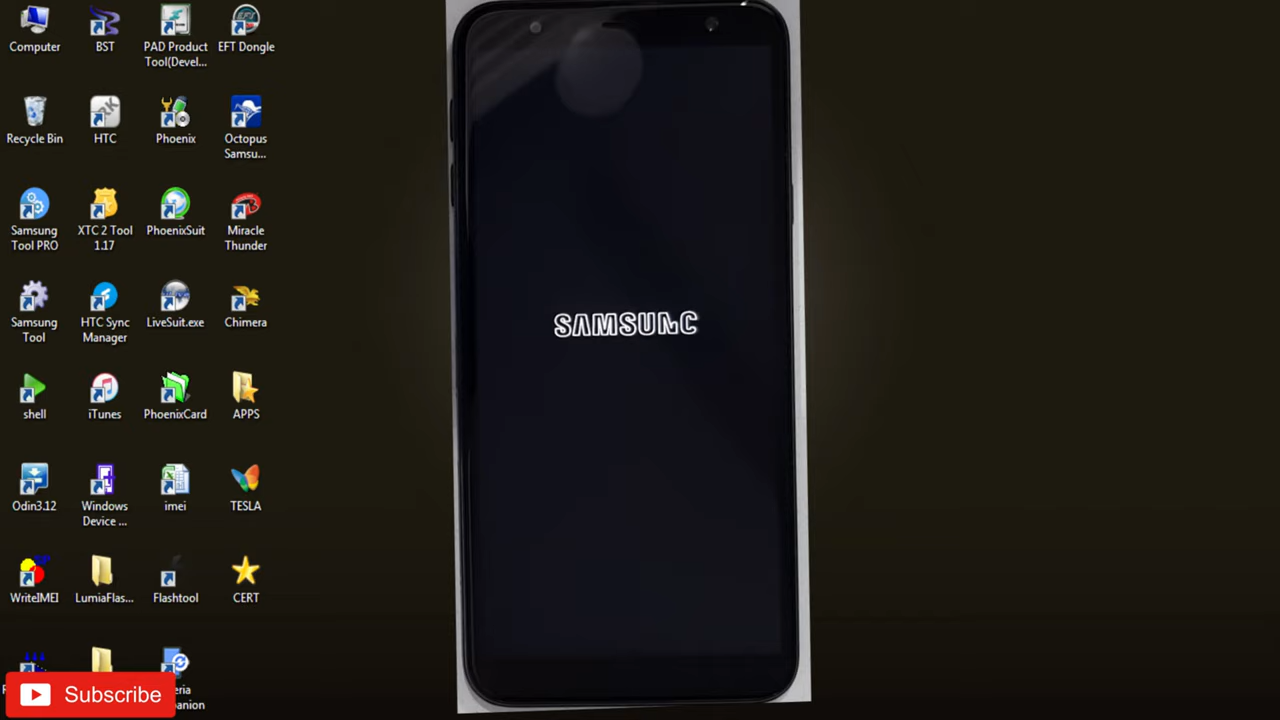 Computer
BST
PAD Product
Tool(Devel...
EFT Dongle
Recycle Bin
HTC
Phoenix
Octopus
Samsu...
Samsung
Tool PRO
XTC 2 Tool
1.17
PhoenixSuit
Miracle
Thunder
Samsung
Tool
HTC Sync
Manager
LiveSuit.exe
Chimera
shell
iTunes
PhoenixCard
APPS
Odin3.12
Windows
Device ...
imei
TESLA
WriteIMEI
LumiaFlas...
Flashtool
CERT
eria
panion
Subscribe
SAMSUNG